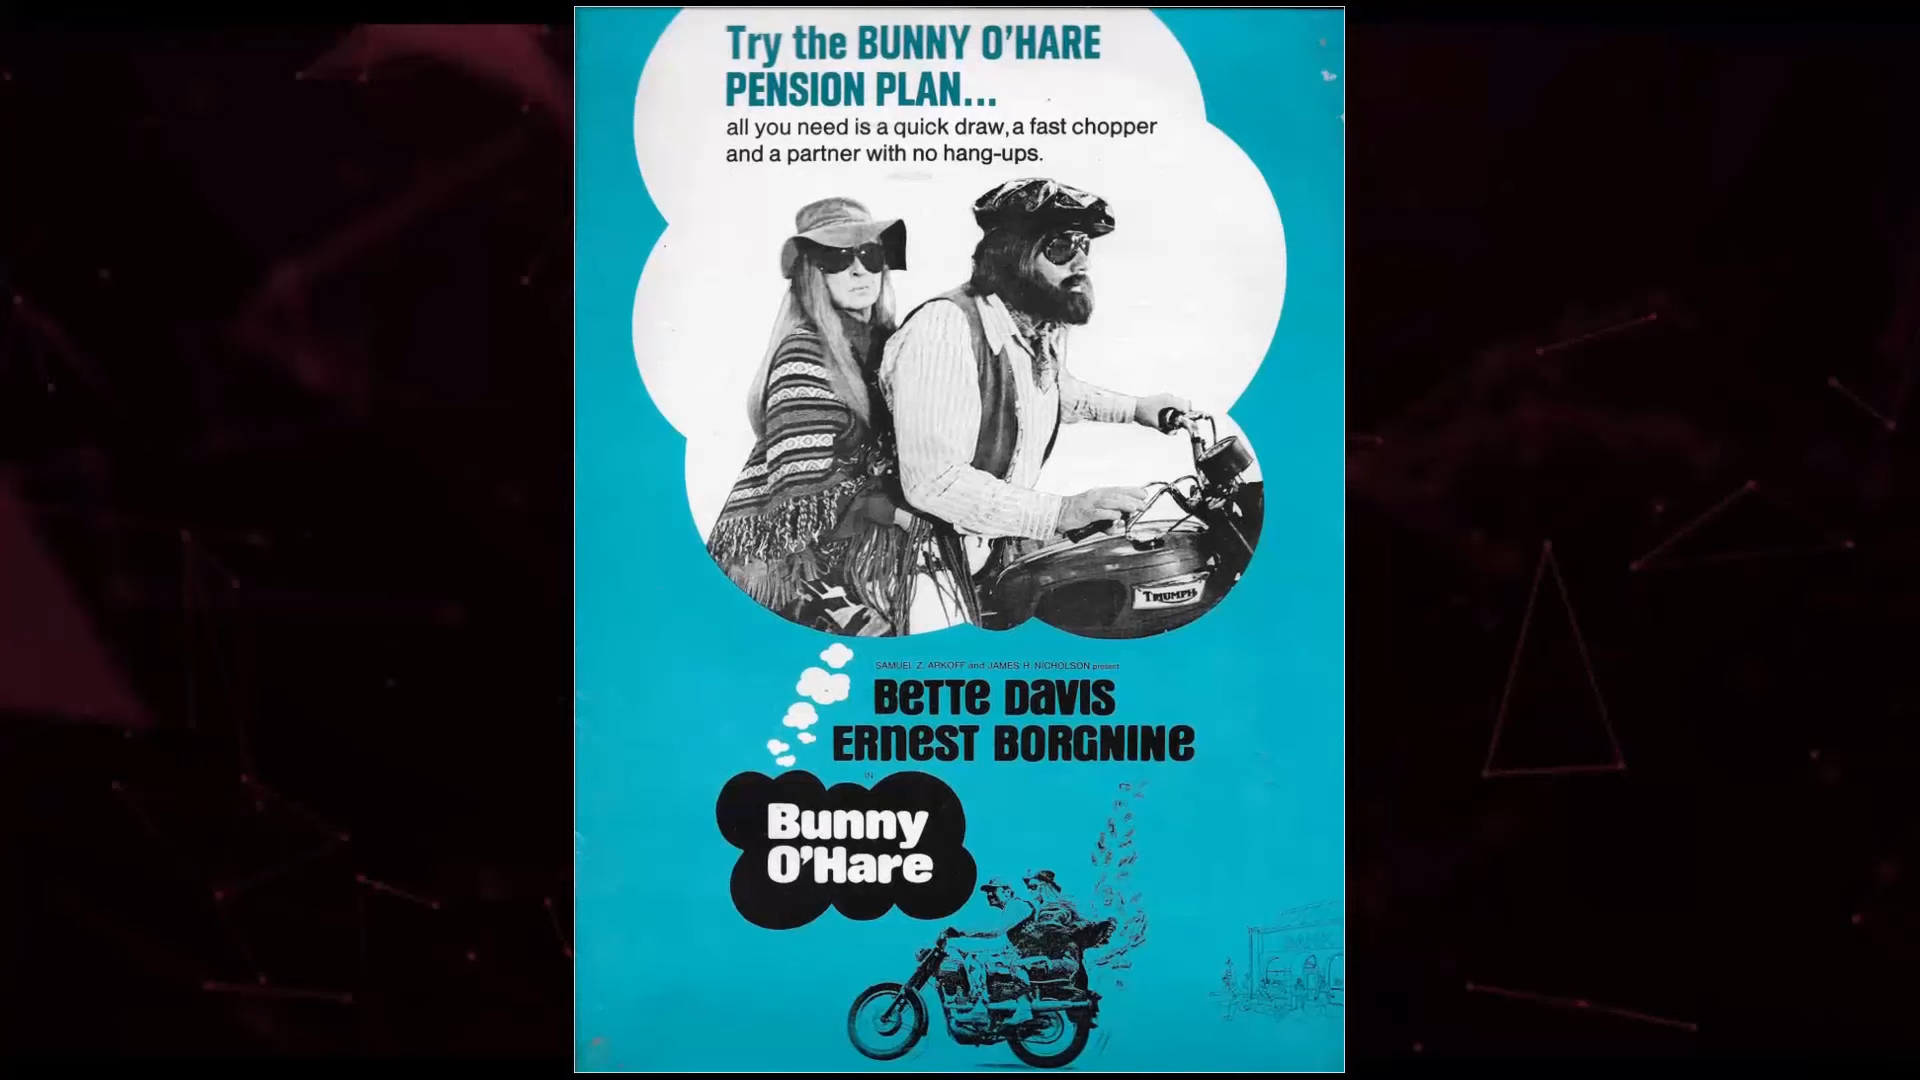 Try the BUNNY O'HARE
PENSION PLAN...
all you need is a quick draw, a fast chopper
and a partner with no hang-ups.
TRIUMPH
SAMUEL Z. ARKOFF and JAMES H. NICHOLSON present
BETTE DAVIS
ERNEST BORGNINE
IN
Bunny
O'Hare
BANK